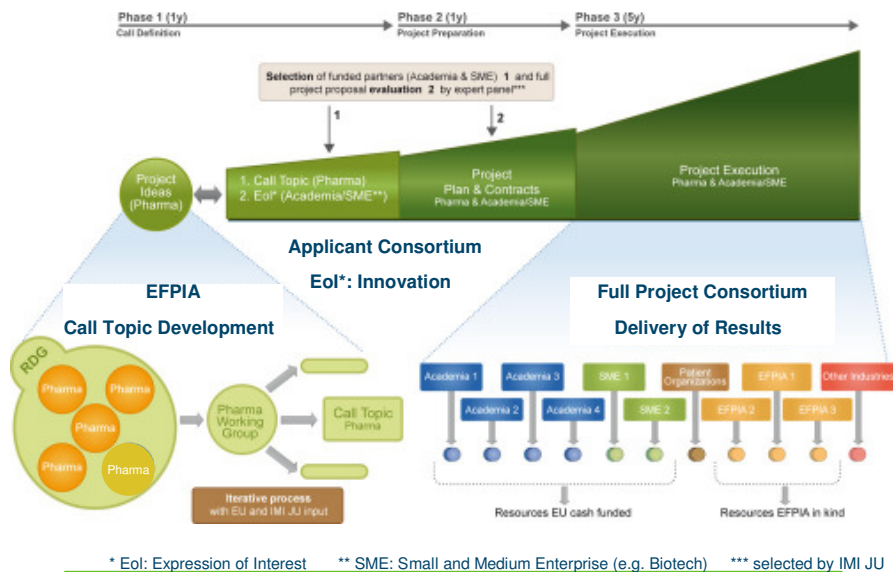 Phase 1 (1y)
Call Definition
Phase 2 (1y)
Project Preparation
Phase 3 (5y)
Project Execution
Selection of funded partners (Academia & SME) 1 and full
project proposal evaluation 2 by expert panel***
1
2
Project
Ideas
(Pharma)
1. Call Topic (Pharma)
2. EoI* (Academia/SME**)
Project
Plan & Contracts
Pharma & Academia/SME
Project Execution
Pharma & Academia/SME
Applicant Consortium
EoI*: Innovation
EFPIA
Call Topic Development
Full Project Consortium
Delivery of Results
RDG
Pharma
Pharma
Pharma
Pharma
Pharma
Pharma
Working
Group
Call Topic
Pharma
Iterative process
with EU and IMI JU input
Academia 1
Academia 3
SME 1
Patient
Organizations
EFPIA 1
Other Industries
Academia 2
Academia 4
SME 2
EFPIA 2
EFPIA 3
Resources EU cash funded
Resources EFPIA in kind
* EoI: Expression of Interest ** SME: Small and Medium Enterprise (e.g. Biotech) *** selected by IMI JU